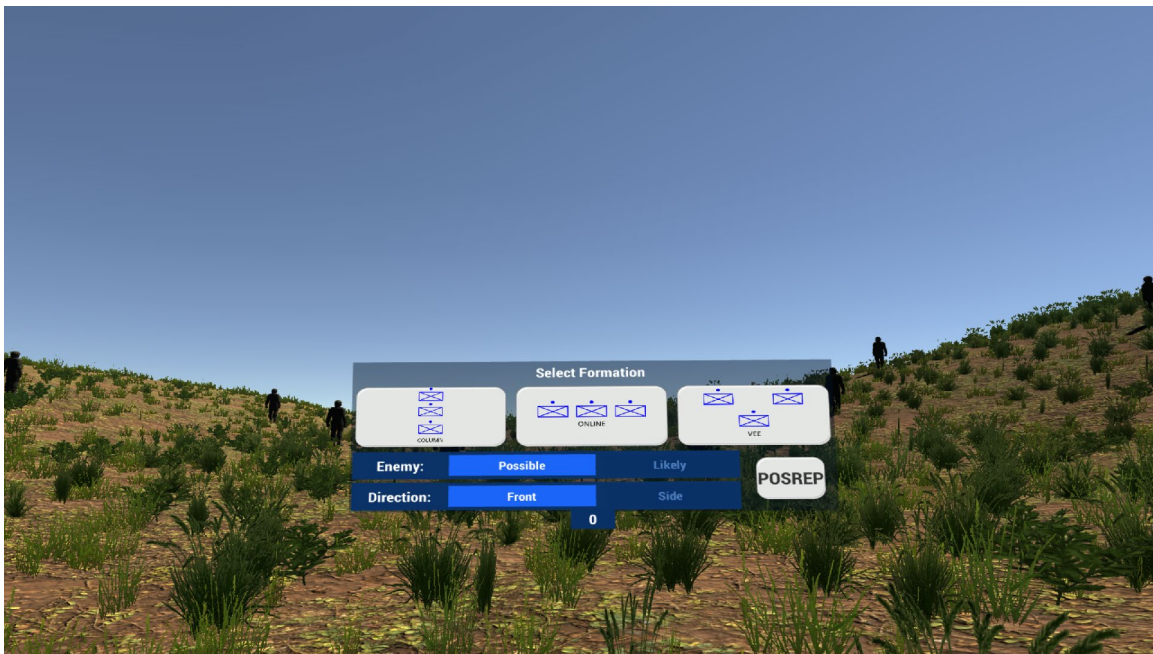 Select Formation
COLUMN
ONLINE
VEE
Enemy: Possible Likely
POSREP
Direction: Front Side
0